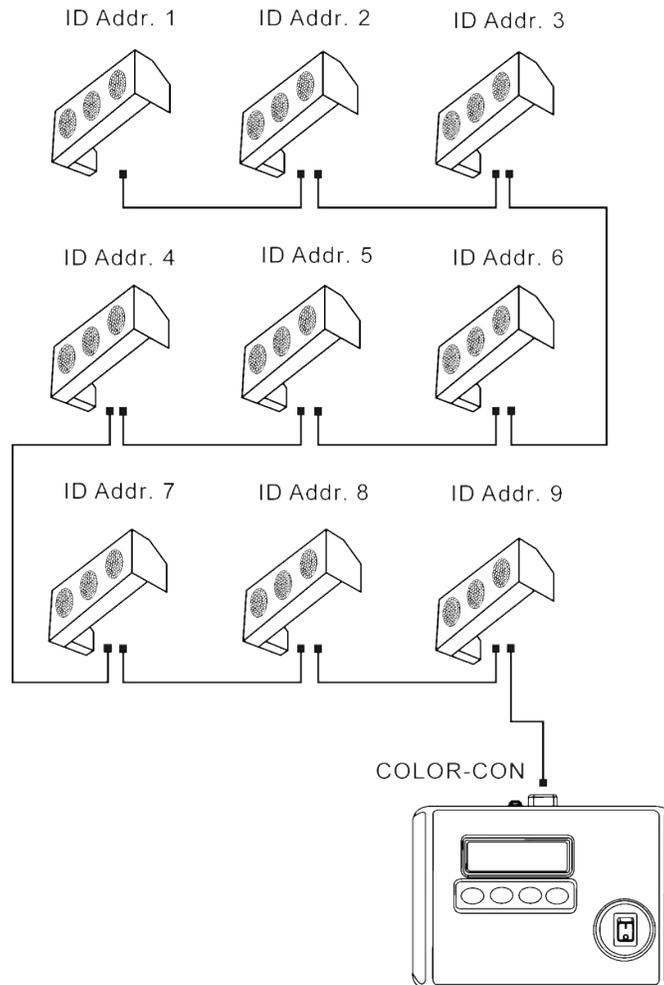 ID Addr. 1
ID Addr. 2
ID Addr. 3
ID Addr. 4
ID Addr. 5
ID Addr. 6
ID Addr. 7
ID Addr. 8
ID Addr. 9
COLOR-CON